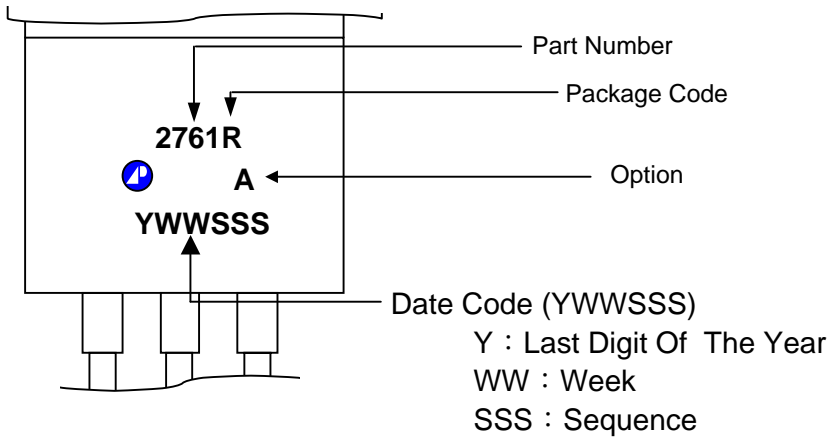 Part Number
Package Code
2761R
A
Option
YWWSSS
Date Code (YWWSSS)
Y：Last Digit Of The Year
WW：Week
SSS：Sequence